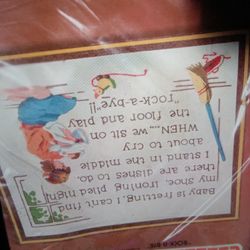 Baby is fretting, I can't find
my shoe, Ironing piled high
there are dishes to do.
I stand in the middle
about to cry
WHEN....we sit on
the floor and play
"rock-a-bye"!!